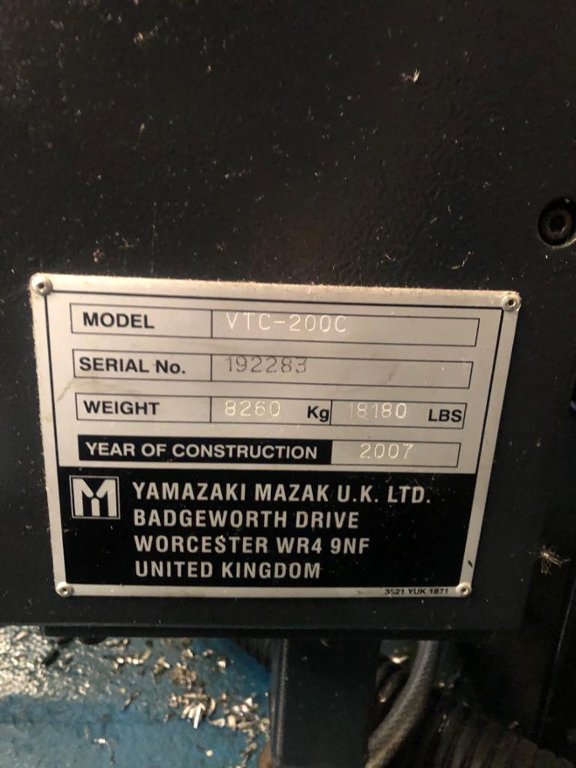 MODEL VTC-200C
SERIAL No. 192283
WEIGHT 8260 Kg 18180 LBS
YEAR OF CONSTRUCTION 2007
YAMAZAKI MAZAK U.K. LTD.
BADGEWORTH DRIVE
WORCESTER WR4 9NF
UNITED KINGDOM
3521 YUK 1871